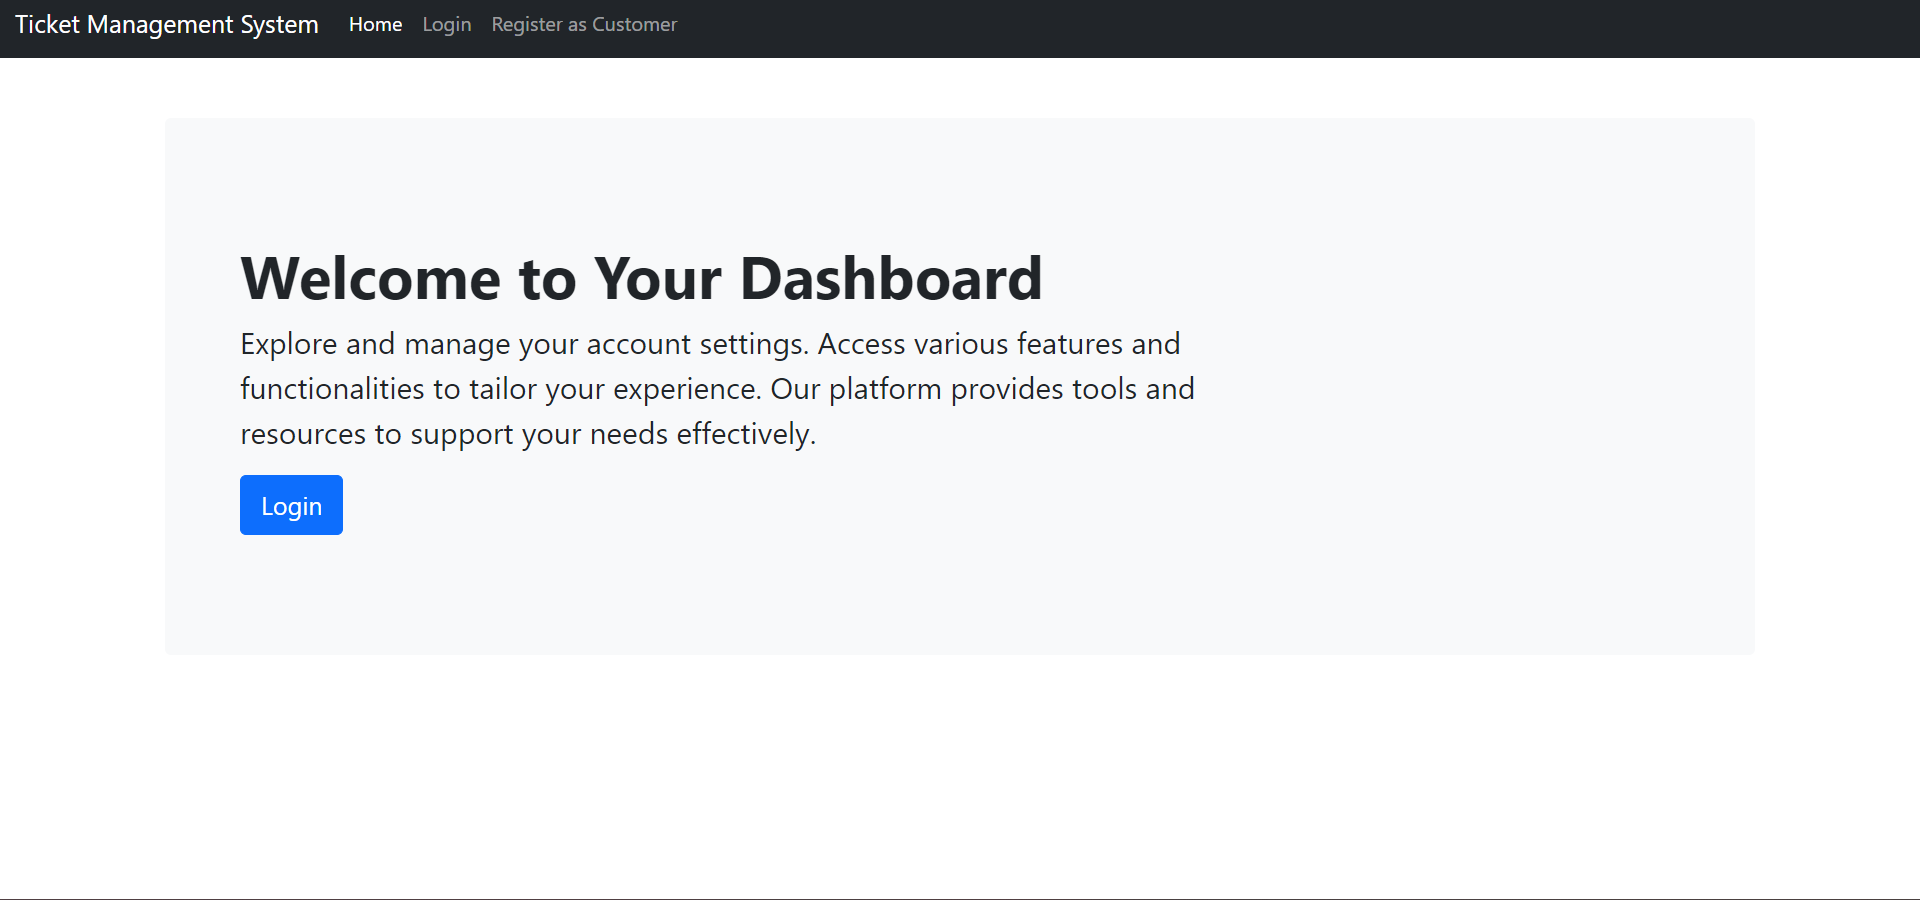 Ticket Management System Home Login Register as Customer
Welcome to Your Dashboard
Explore and manage your account settings. Access various features and
functionalities to tailor your experience. Our platform provides tools and
resources to support your needs effectively.
Login